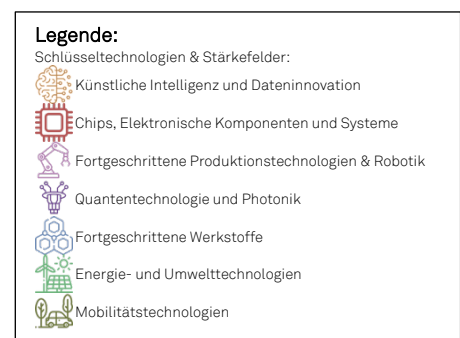 Legende:
Schlüsseltechnologien & Stärkefelder:
Künstliche Intelligenz und Dateninnovation
Chips, Elektronische Komponenten und Systeme
Fortgeschrittene Produktionstechnologien & Robotik
Quantentechnologie und Photonik
Fortgeschrittene Werkstoffe
Energie- und Umwelttechnologien
Mobilitätstechnologien